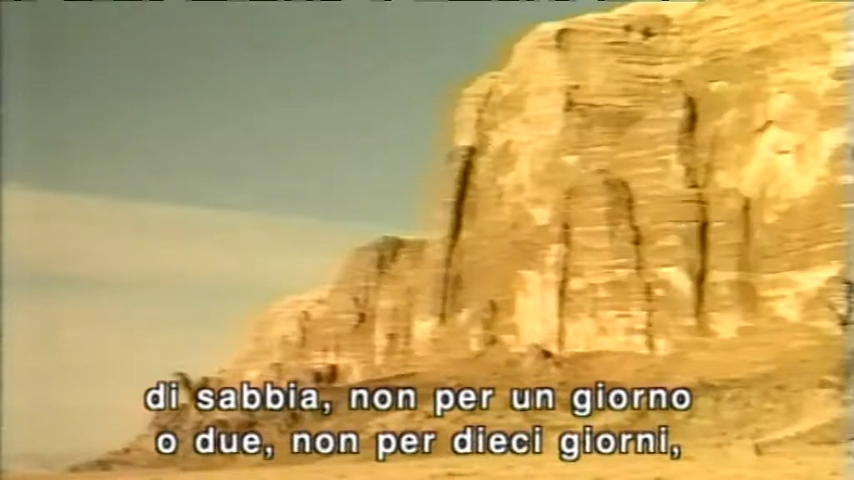 di sabbia, non per un giorno
o due, non per dieci giorni,